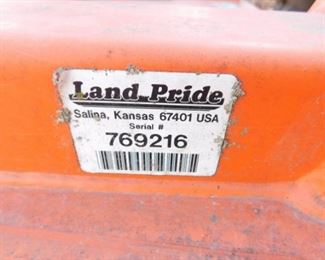 Land Pride
Salina, Kansas 67401 USA
Serial #
769216